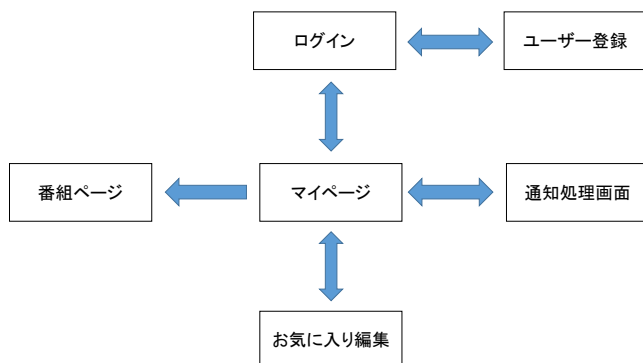 ログイン
ユーザー登録
番組ページ
マイページ
通知処理画面
お気に入り編集